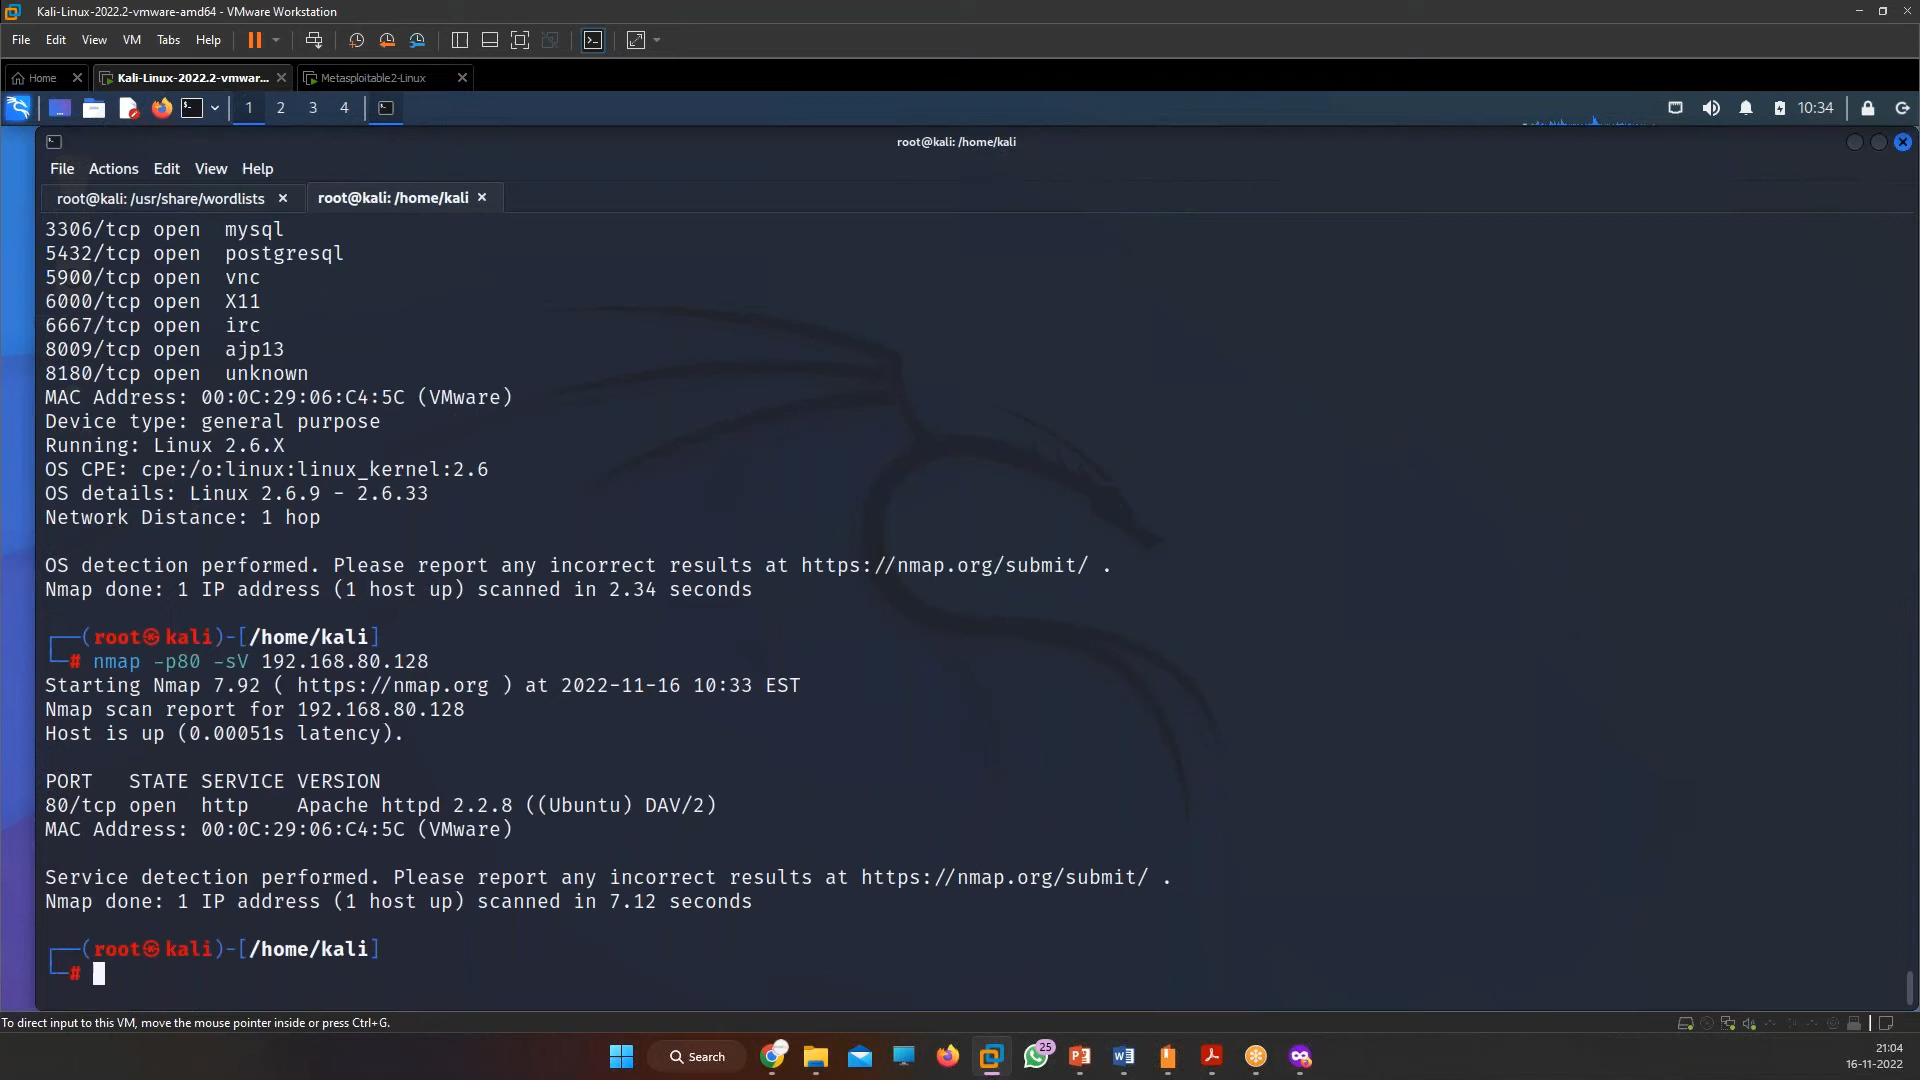 Kali-Linux-2022.2-vmware-amd64 - VMware Workstation
File Edit View VM Tabs Help
Home Kali-Linux-2022.2-vmwar... Metasploitable2-Linux
1 2 3 4 10:34
root@kali: /home/kali
File Actions Edit View Help
root@kali: /usr/share/wordlists root@kali: /home/kali
3306/tcp open  mysql
5432/tcp open  postgresql
5900/tcp open  vnc
6000/tcp open  X11
6667/tcp open  irc
8009/tcp open  ajp13
8180/tcp open  unknown
MAC Address: 00:0C:29:06:C4:5C (VMware)
Device type: general purpose
Running: Linux 2.6.X
OS CPE: cpe:/o:linux:linux_kernel:2.6
OS details: Linux 2.6.9 - 2.6.33
Network Distance: 1 hop
OS detection performed. Please report any incorrect results at https://nmap.org/submit/ .
Nmap done: 1 IP address (1 host up) scanned in 2.34 seconds
┌──(root㉿kali)-[/home/kali]
└─# nmap -p80 -sV 192.168.80.128
Starting Nmap 7.92 ( https://nmap.org ) at 2022-11-16 10:33 EST
Nmap scan report for 192.168.80.128
Host is up (0.00051s latency).
PORT   STATE SERVICE VERSION
80/tcp open  http    Apache httpd 2.2.8 ((Ubuntu) DAV/2)
MAC Address: 00:0C:29:06:C4:5C (VMware)
Service detection performed. Please report any incorrect results at https://nmap.org/submit/ .
Nmap done: 1 IP address (1 host up) scanned in 7.12 seconds
┌──(root㉿kali)-[/home/kali]
└─#
To direct input to this VM, move the mouse pointer inside or press Ctrl+G.
Search 25 21:04
16-11-2022